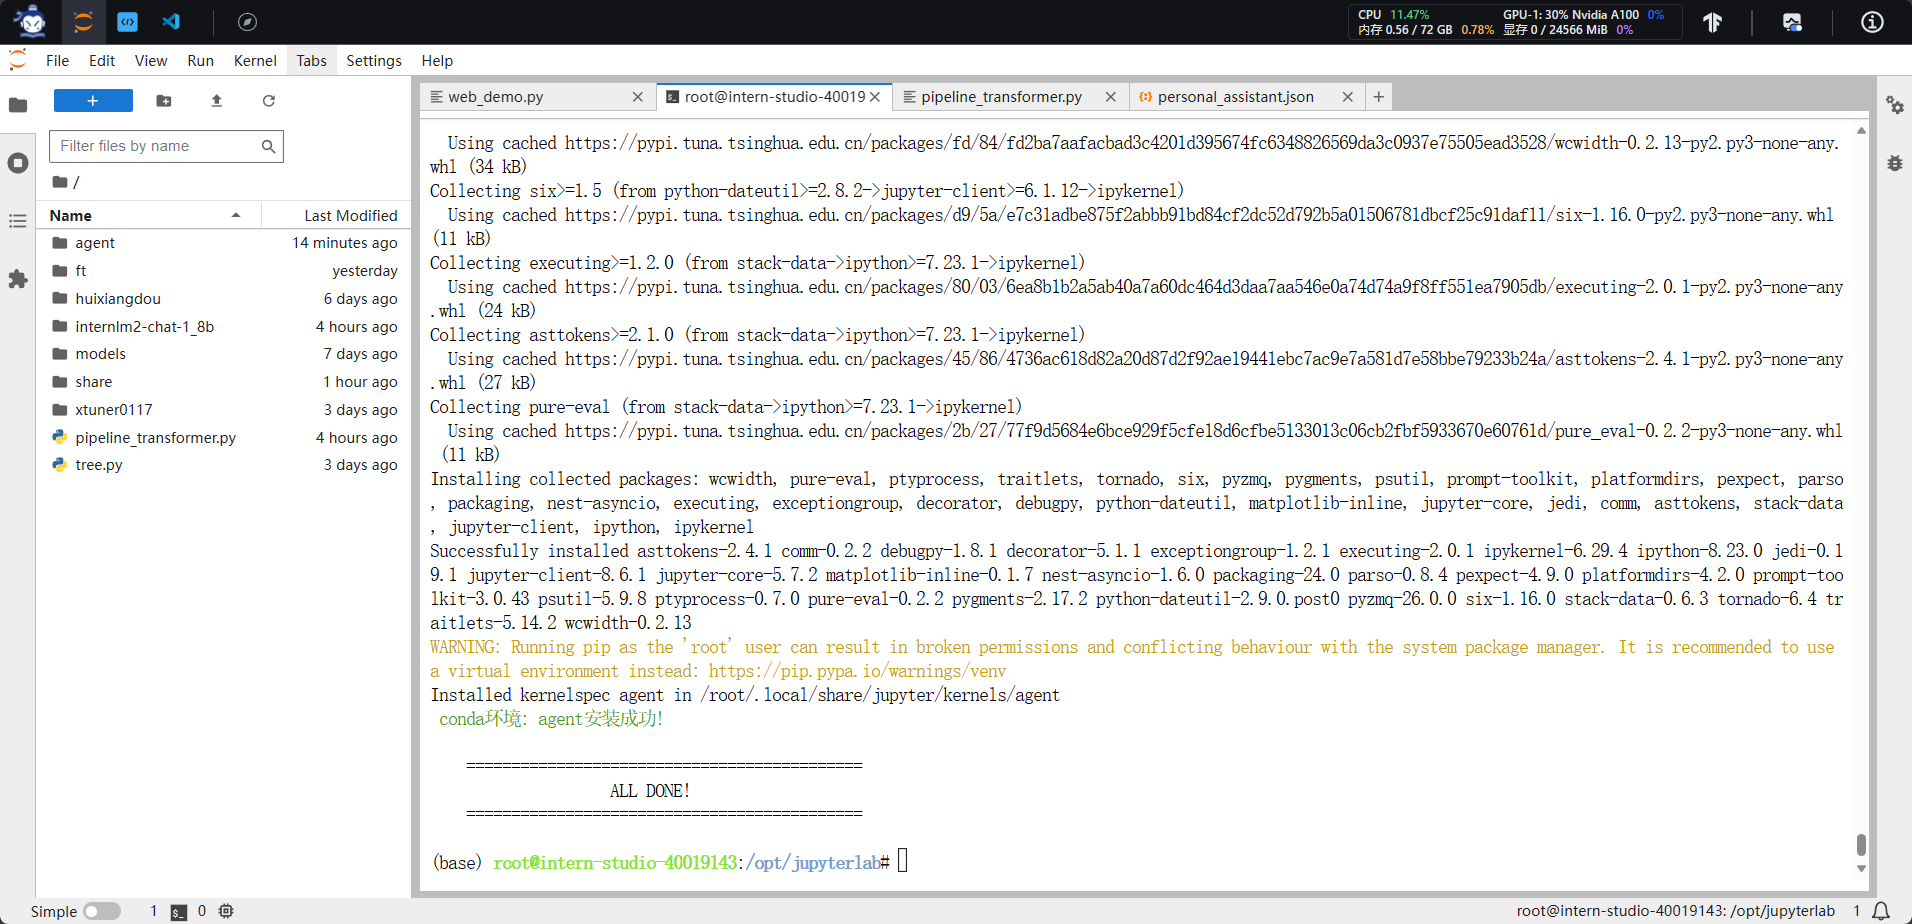 CPU 11.47% GPU-1: 30% Nvidia A100 0%
内存 0.56 / 72 GB 0.78% 显存 0 / 24566 MiB 0%
File Edit View Run Kernel Tabs Settings Help
+
Filter files by name
/
Name Last Modified
agent 14 minutes ago
ft yesterday
huixiangdou 6 days ago
internlm2-chat-1_8b 4 hours ago
models 7 days ago
share 1 hour ago
xtuner0117 3 days ago
pipeline_transformer.py 4 hours ago
tree.py 3 days ago
web_demo.py root@intern-studio-40019 pipeline_transformer.py personal_assistant.json
Using cached https://pypi.tuna.tsinghua.edu.cn/packages/fd/84/fd2ba7aafacbad3c4201d395674fc6348826569da3c0937e75505ead3528/wcwidth-0.2.13-py2.py3-none-any.
whl (34 kB)
Collecting six>=1.5 (from python-dateutil>=2.8.2->jupyter-client>=6.1.12->ipykernel)
Using cached https://pypi.tuna.tsinghua.edu.cn/packages/d9/5a/e7c31adbe875f2abbb91bd84cf2dc52d792b5a01506781dbcf25c91daf11/six-1.16.0-py2.py3-none-any.whl
(11 kB)
Collecting executing>=1.2.0 (from stack-data->ipython>=7.23.1->ipykernel)
Using cached https://pypi.tuna.tsinghua.edu.cn/packages/80/03/6ea8b1b2a5ab40a7a60dc464d3daa7aa546e0a74d74a9f8ff551ea7905db/executing-2.0.1-py2.py3-none-any
.whl (24 kB)
Collecting asttokens>=2.1.0 (from stack-data->ipython>=7.23.1->ipykernel)
Using cached https://pypi.tuna.tsinghua.edu.cn/packages/45/86/4736ac618d82a20d87d2f92ae19441ebc7ac9e7a581d7e58bbe79233b24a/asttokens-2.4.1-py2.py3-none-any
.whl (27 kB)
Collecting pure-eval (from stack-data->ipython>=7.23.1->ipykernel)
Using cached https://pypi.tuna.tsinghua.edu.cn/packages/2b/27/77f9d5684e6bce929f5cfe18d6cfbe5133013c06cb2fbf5933670e60761d/pure_eval-0.2.2-py3-none-any.whl
(11 kB)
Installing collected packages: wcwidth, pure-eval, ptyprocess, traitlets, tornado, six, pyzmq, pygments, psutil, prompt-toolkit, platformdirs, pexpect, parso
, packaging, nest-asyncio, executing, exceptiongroup, decorator, debugpy, python-dateutil, matplotlib-inline, jupyter-core, jedi, comm, asttokens, stack-data
, jupyter-client, ipython, ipykernel
Successfully installed asttokens-2.4.1 comm-0.2.2 debugpy-1.8.1 decorator-5.1.1 exceptiongroup-1.2.1 executing-2.0.1 ipykernel-6.29.4 ipython-8.23.0 jedi-0.1
9.1 jupyter-client-8.6.1 jupyter-core-5.7.2 matplotlib-inline-0.1.7 nest-asyncio-1.6.0 packaging-24.0 parso-0.8.4 pexpect-4.9.0 platformdirs-4.2.0 prompt-too
lkit-3.0.43 psutil-5.9.8 ptyprocess-0.7.0 pure-eval-0.2.2 pygments-2.17.2 python-dateutil-2.9.0.post0 pyzmq-26.0.0 six-1.16.0 stack-data-0.6.3 tornado-6.4 tr
aitlets-5.14.2 wcwidth-0.2.13
WARNING: Running pip as the 'root' user can result in broken permissions and conflicting behaviour with the system package manager. It is recommended to use
a virtual environment instead: https://pip.pypa.io/warnings/venv
Installed kernelspec agent in /root/.local/share/jupyter/kernels/agent
conda环境: agent安装成功!
============================================
ALL DONE!
============================================
(base) root@intern-studio-40019143:/opt/jupyterlab#
Simple 1 0 root@intern-studio-40019143: /opt/jupyterlab 1